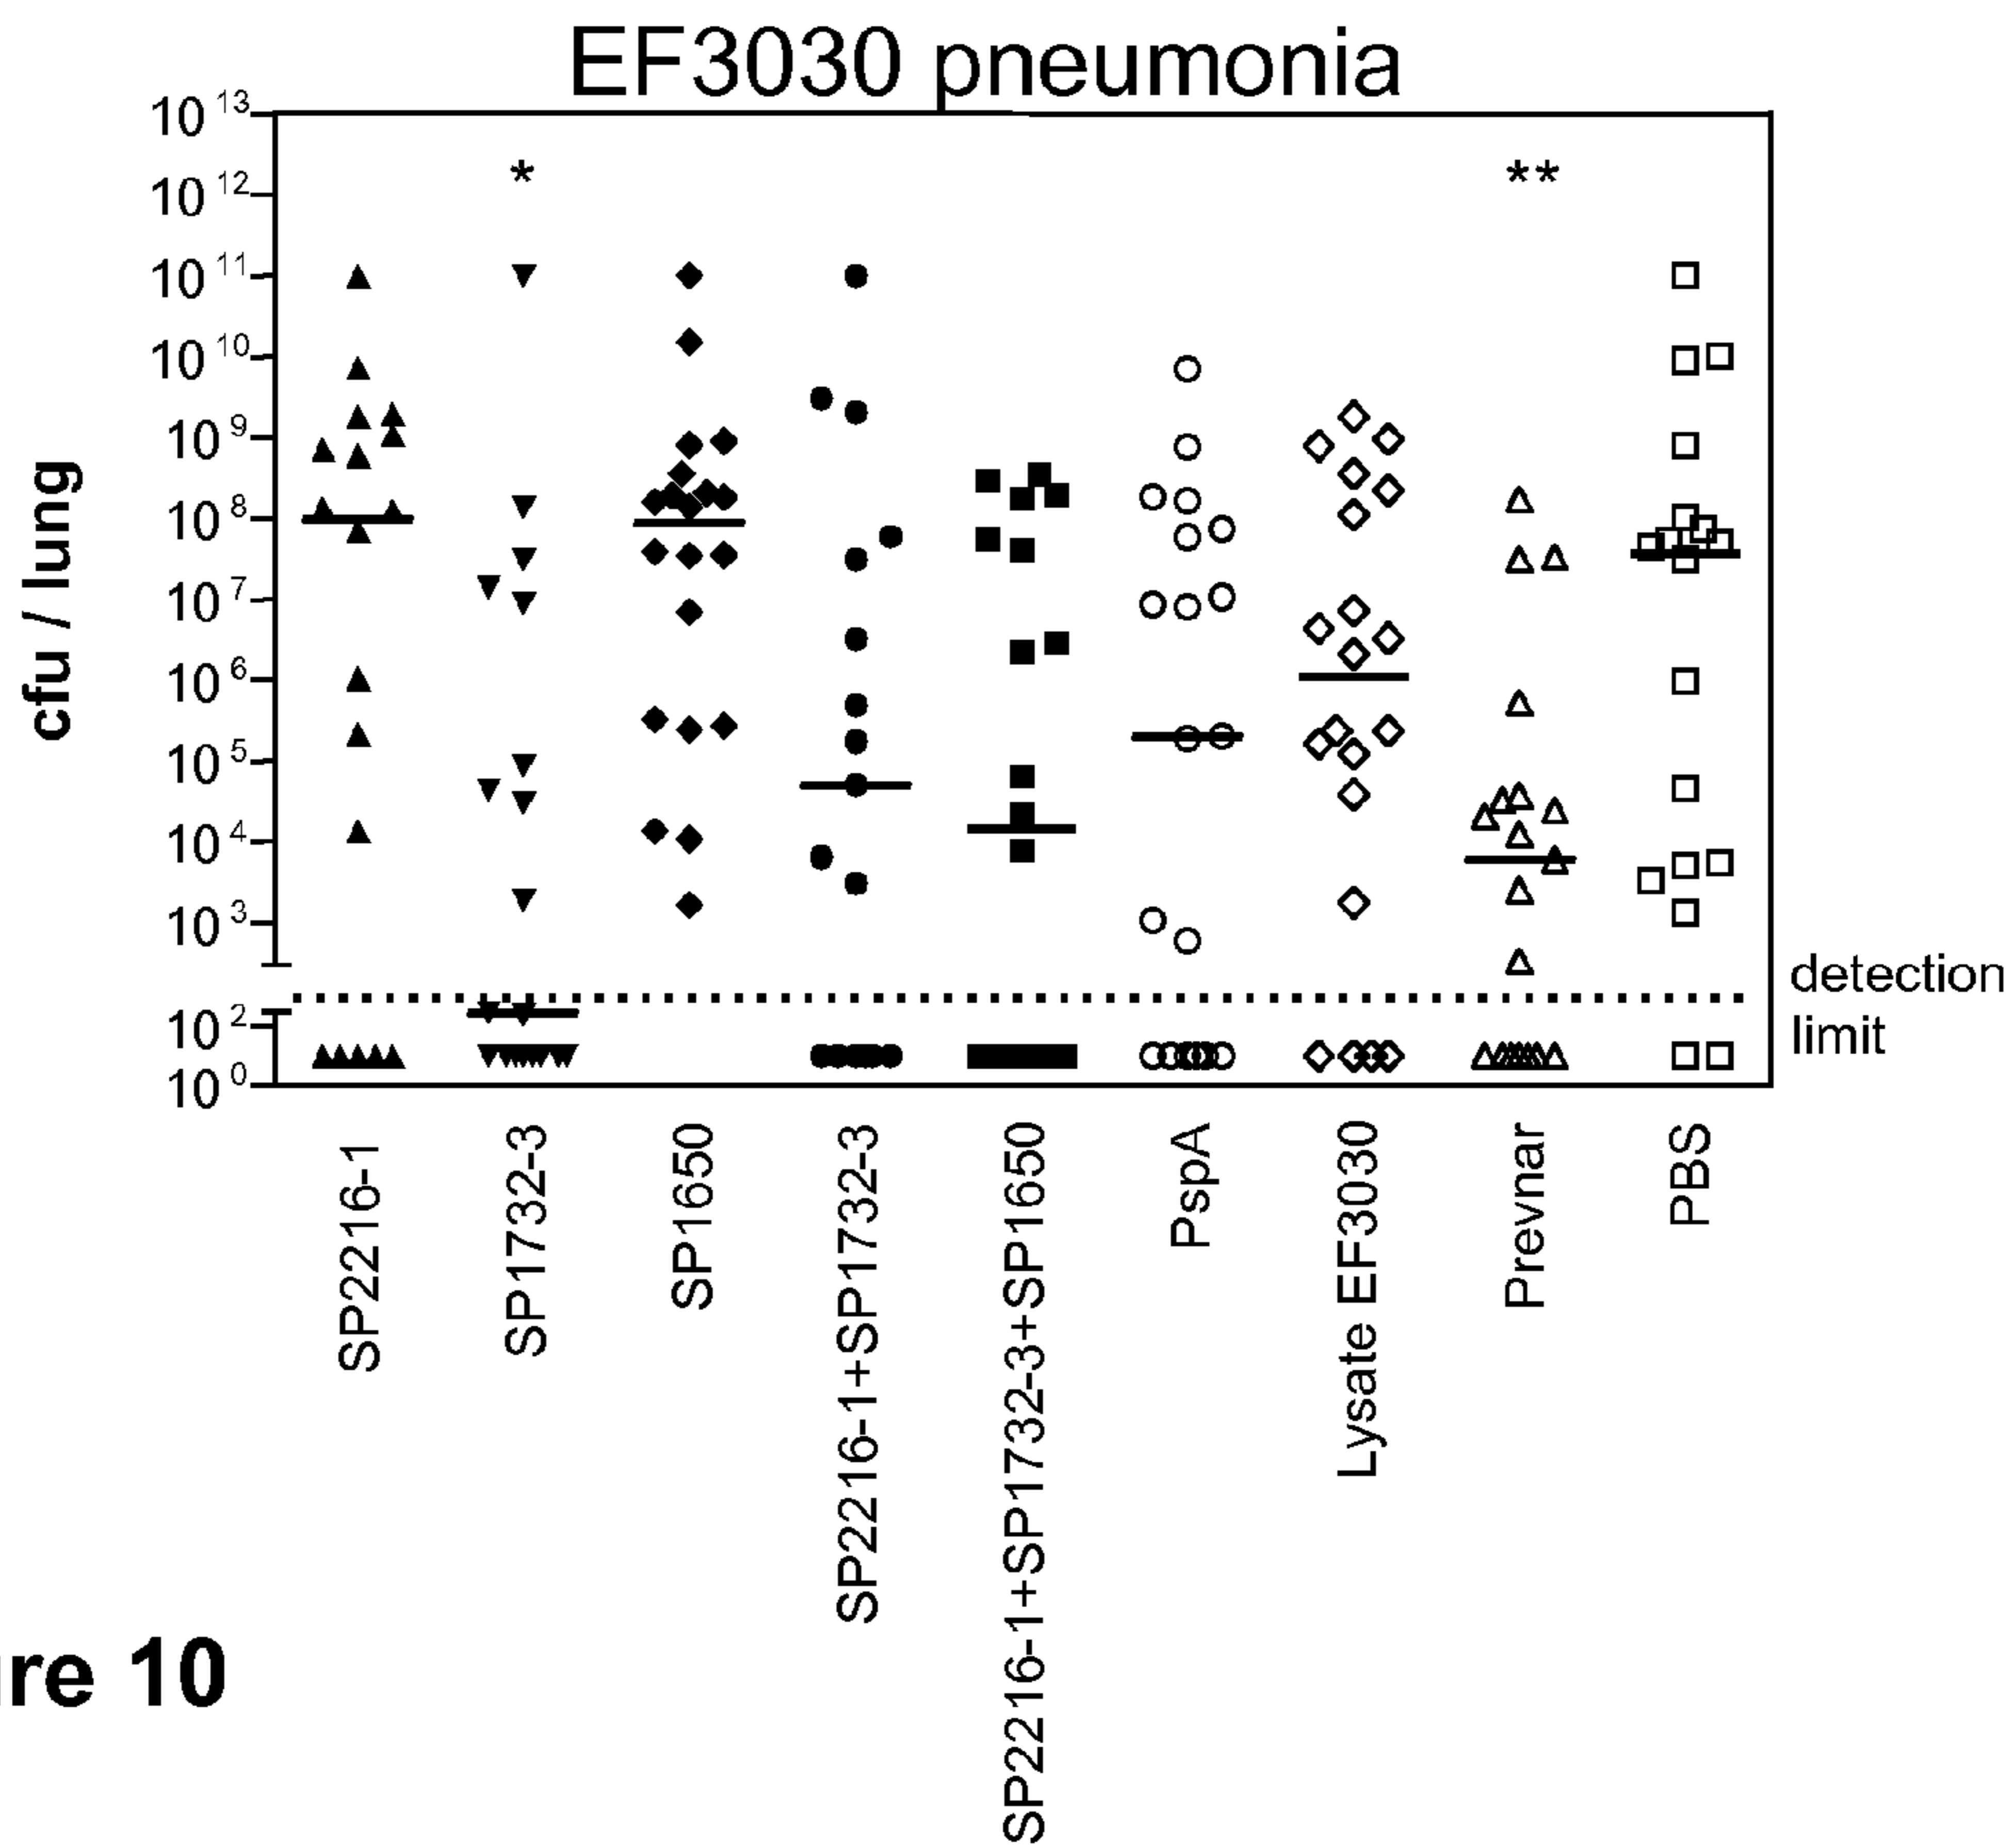 EF3030 pneumonia
10 13
10 12
10 11
10 10
10 9
10 8
10 7
10 6
10 5
10 4
10 3
10 2
10 0
cfu / lung
*
**
detection
limit
SP2216-1
SP1732-3
SP1650
SP2216-1+SP1732-3
SP2216-1+SP1732-3+SP1650
PspA
Lysate EF3030
Prevnar
PBS
re 10